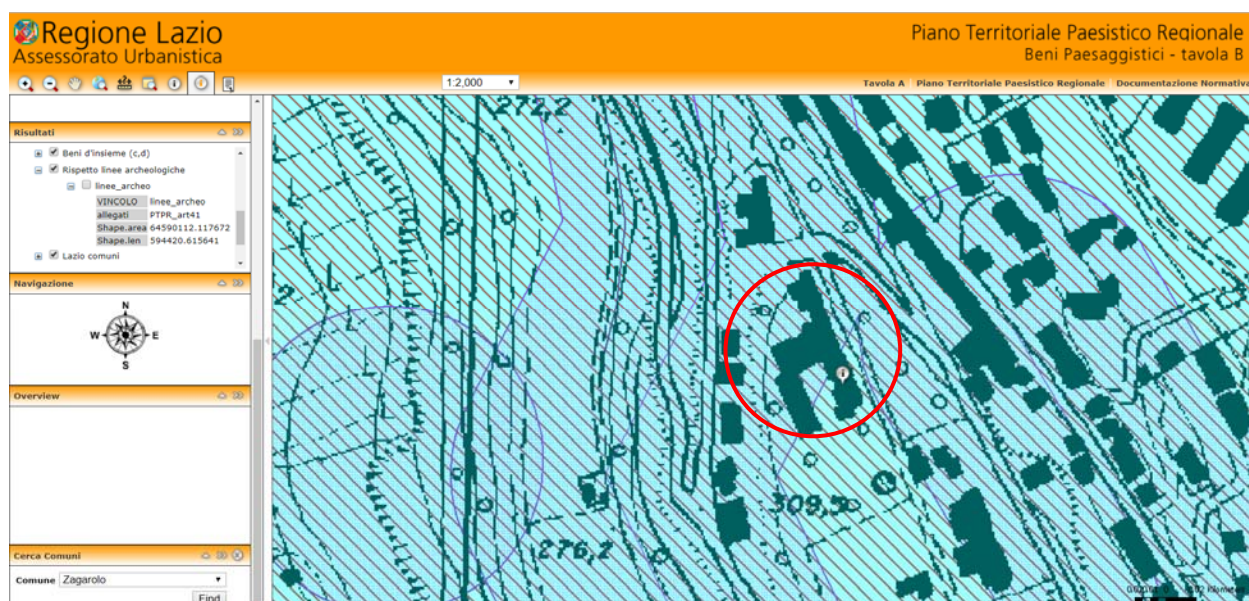 Regione Lazio
Assessorato Urbanistica
Piano Territoriale Paesistico Regionale
Beni Paesaggistici - tavola B
1:2,000
Tavola A Piano Territoriale Paesistico Regionale Documentazione Normativa
Risultati
Beni d'insieme (c,d)
Rispetto linee archeologiche
linee_archeo
VINCOLO linee_archeo
allegati PTPR_art41
Shape.area 64590112.117672
Shape.len 594420.615641
Lazio comuni
Navigazione
N
W E
S
Overview
Cerca Comuni
Comune Zagarolo
Find
272,2
309,5
276,2